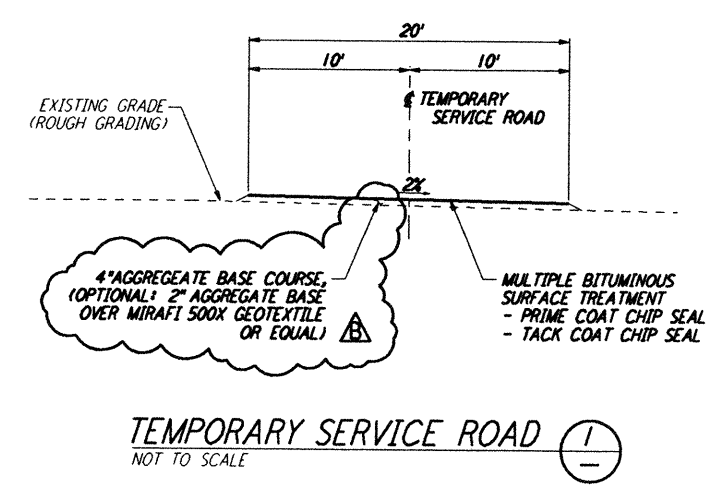 20'
10' 10'
℄ TEMPORARY
SERVICE ROAD
EXISTING GRADE
(ROUGH GRADING)
2%
4" AGGREGEATE BASE COURSE,
(OPTIONAL: 2" AGGREGATE BASE
OVER MIRAFI 500X GEOTEXTILE
OR EQUAL)
B
MULTIPLE BITUMINOUS
SURFACE TREATMENT
- PRIME COAT CHIP SEAL
- TACK COAT CHIP SEAL
TEMPORARY SERVICE ROAD
NOT TO SCALE
1
—